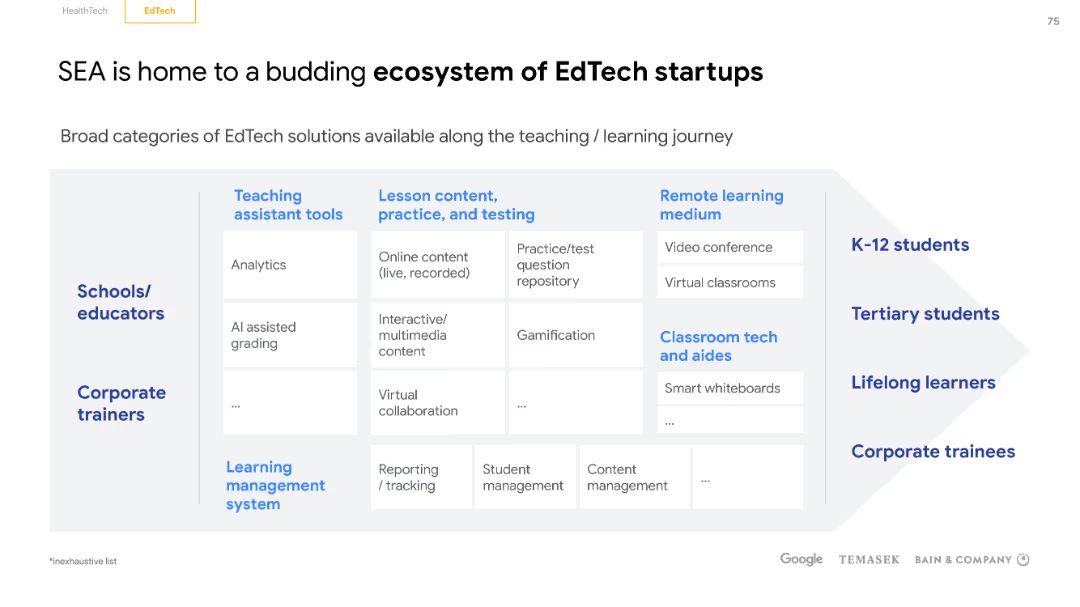 HealthTech
EdTech
75
SEA is home to a budding ecosystem of EdTech startups
Broad categories of EdTech solutions available along the teaching / learning journey
Schools/
educators
Corporate
trainers
Teaching
assistant tools
Analytics
AI assisted
grading
...
Lesson content,
practice, and testing
Online content
(live, recorded)
Practice/test
question
repository
Interactive/
multimedia
content
Gamification
Virtual
collaboration
...
Remote learning
medium
Video conference
Virtual classrooms
Classroom tech
and aides
Smart whiteboards
...
Learning
management
system
Reporting
/ tracking
Student
management
Content
management
...
K-12 students
Tertiary students
Lifelong learners
Corporate trainees
*inexhaustive list
Google
TEMASEK
BAIN & COMPANY